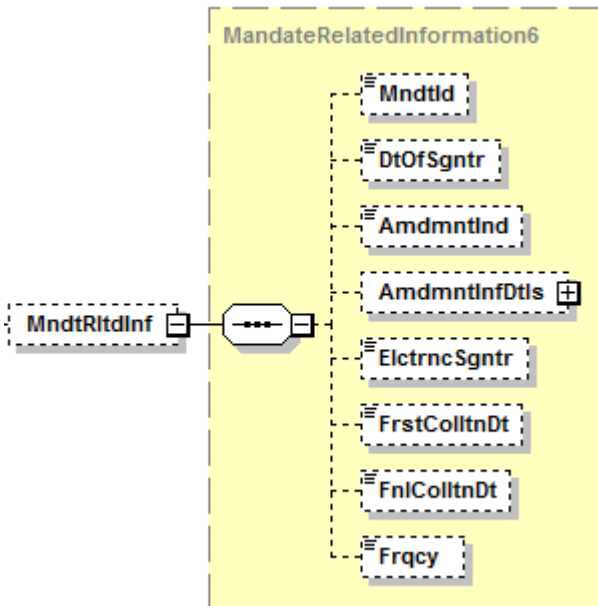 MandateRelatedInformation6
MndtId
DtOfSgntr
AmdmntInd
AmdmntInfDtls
MndtRltdInf
ElctrncSgntr
FrstColltnDt
FnlColltnDt
Frqcy